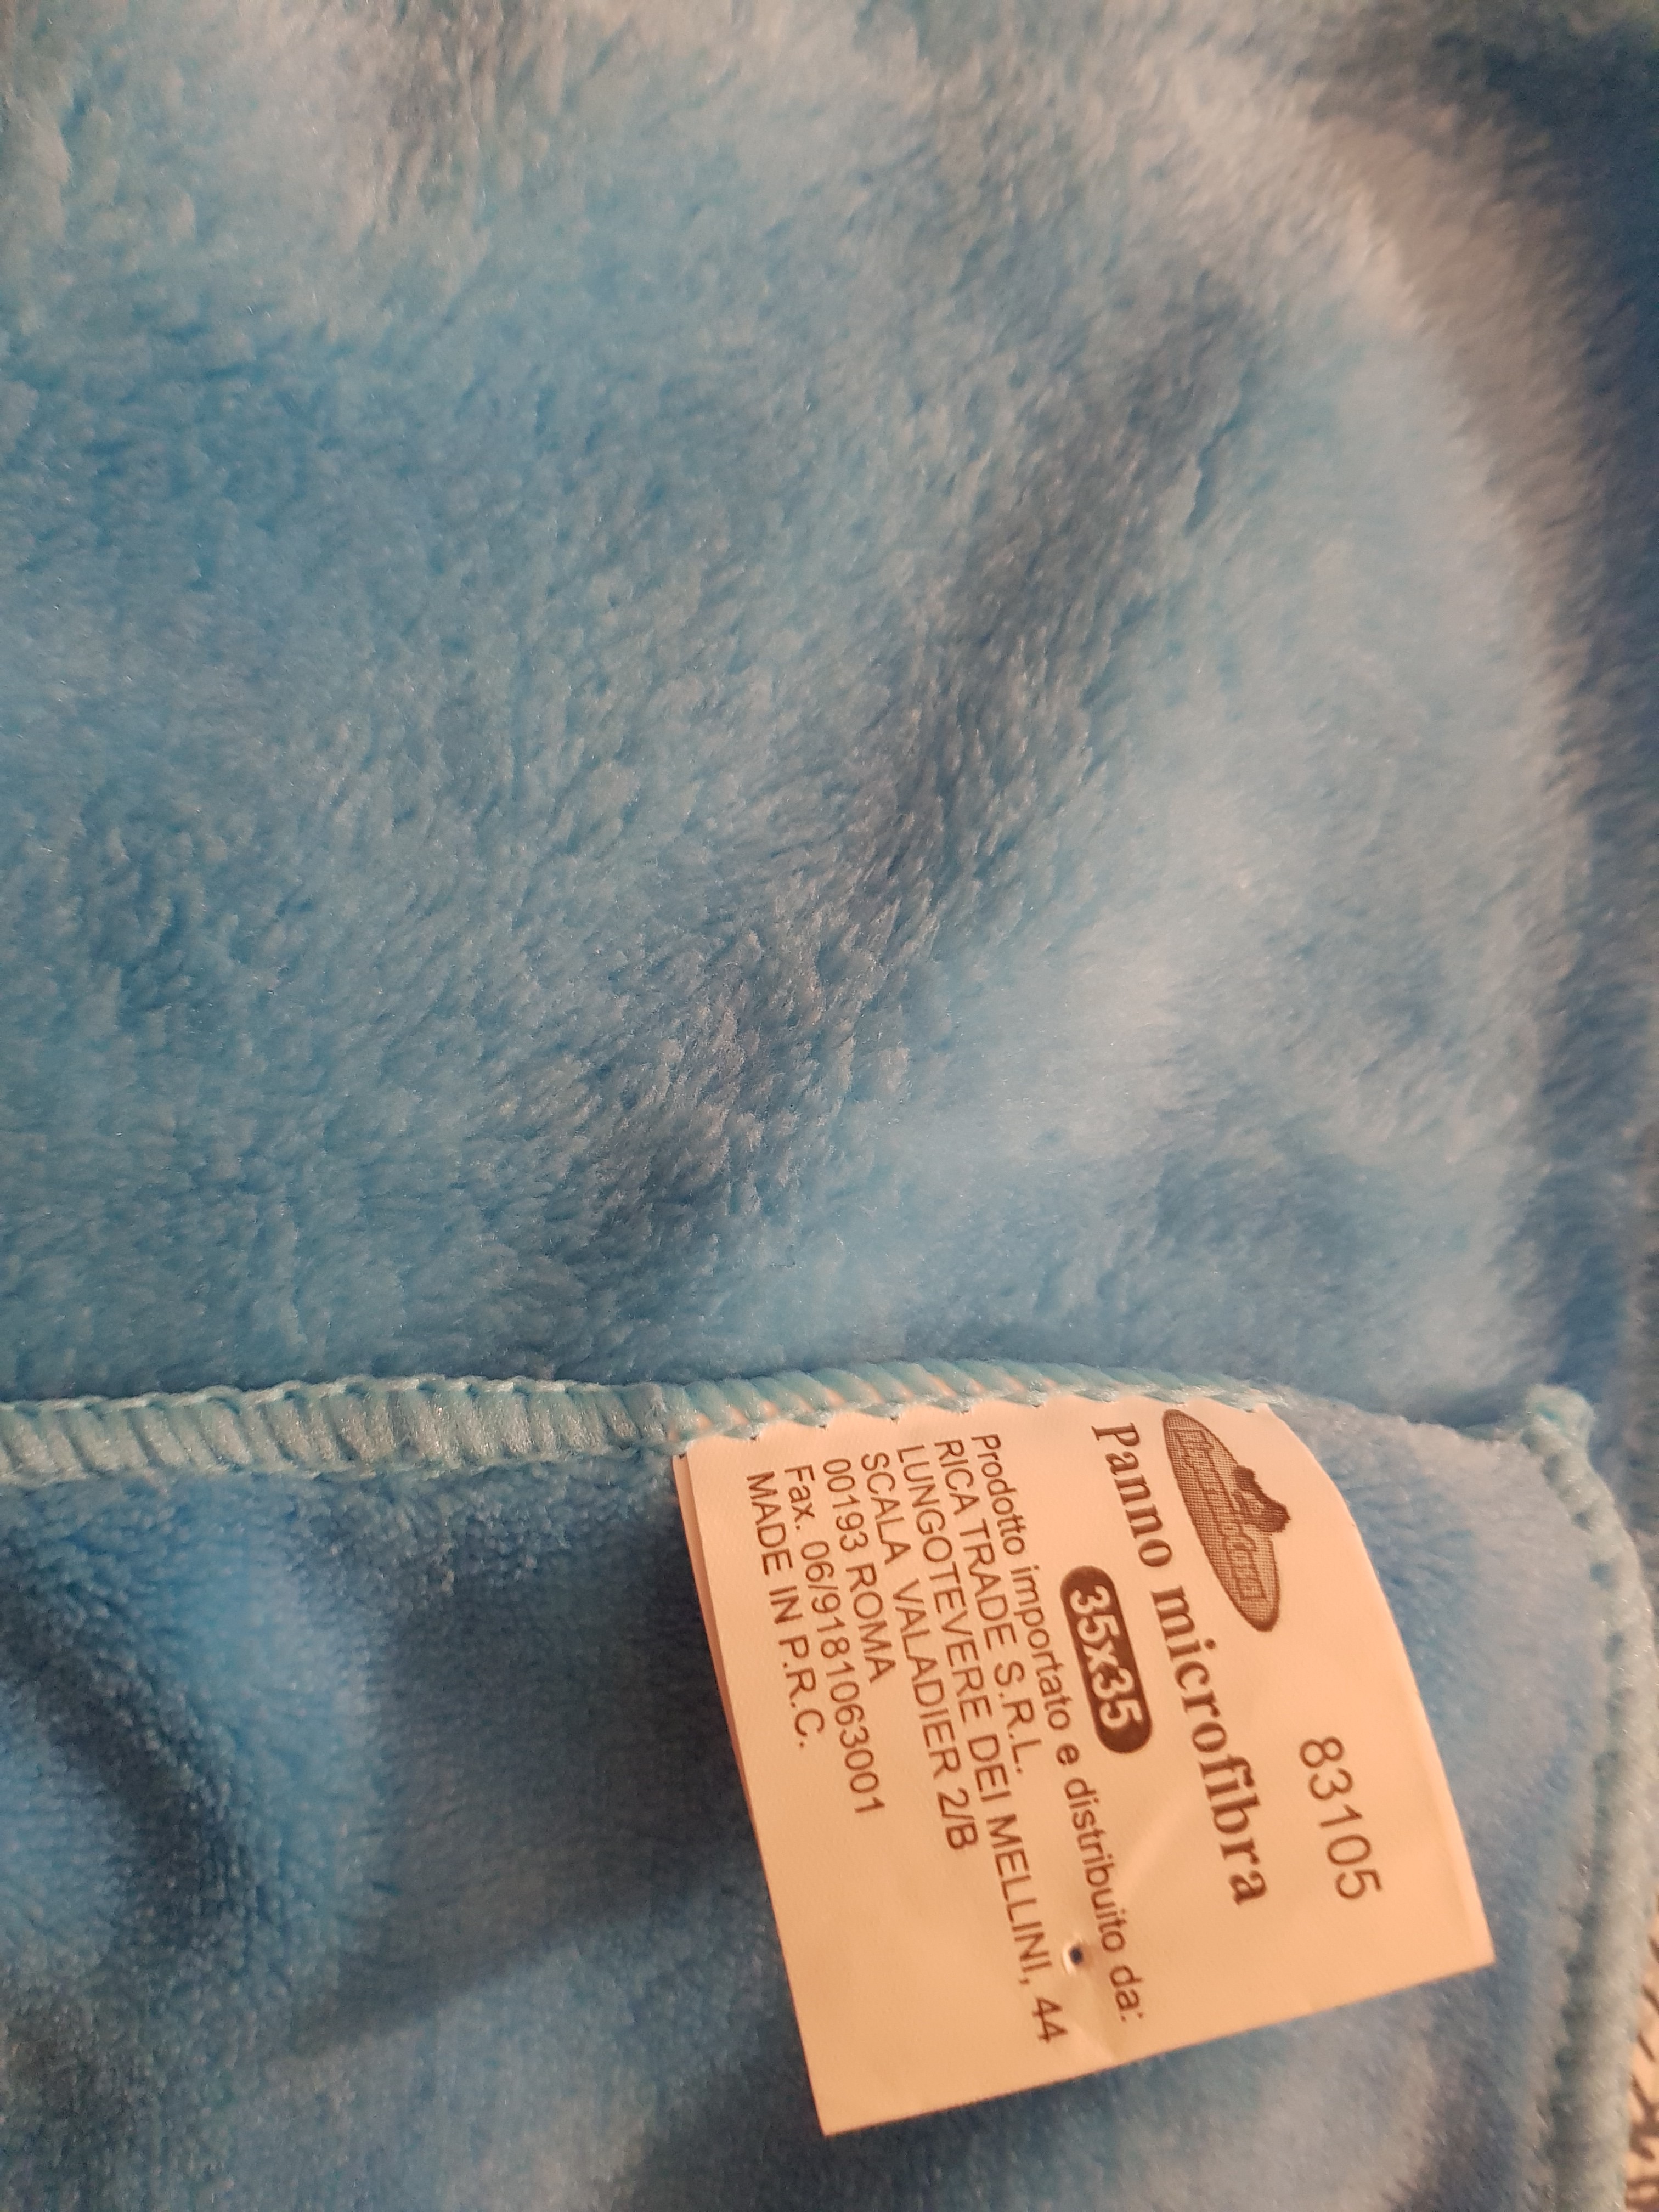 83105
Panno microfibra
35x35
Prodotto importato e distribuito da:
RICA TRADE S.R.L.
LUNGOTEVERE DEI MELLINI, 44
SCALA VALADIER 2/B
00193 ROMA
Fax. 06/9181063001
MADE IN P.R.C.